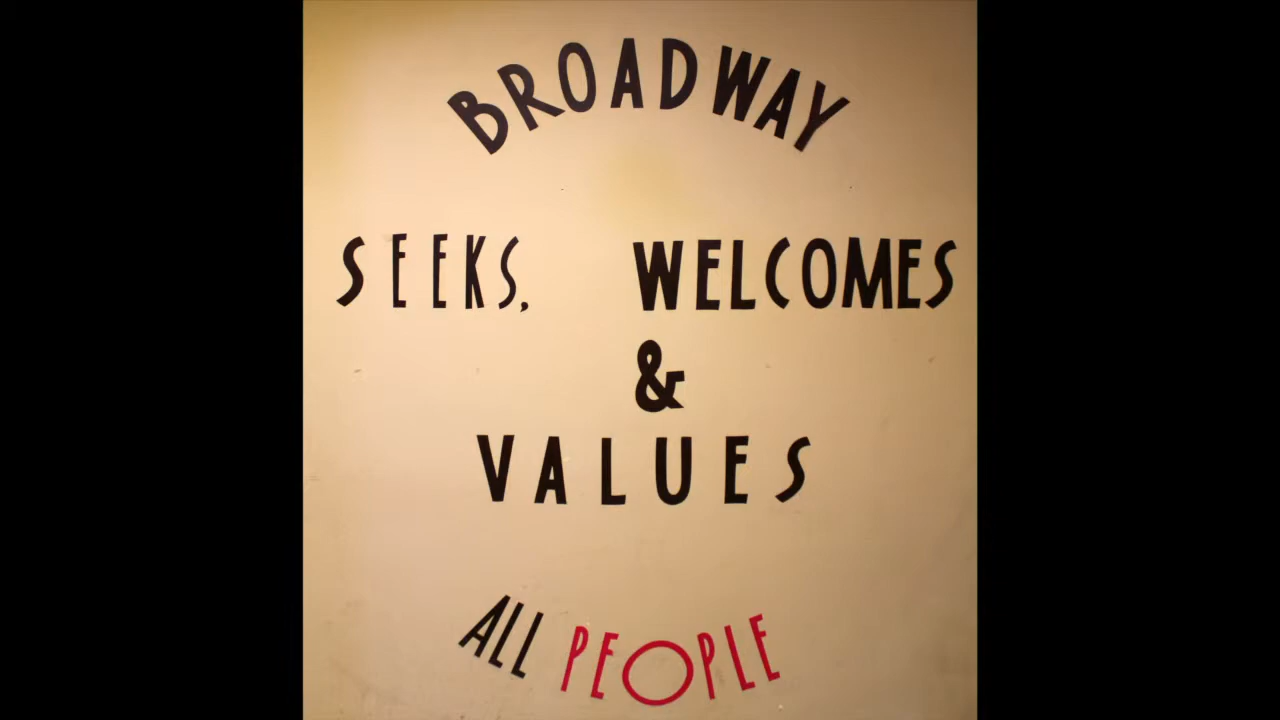 BROADWAY
SEEKS, WELCOMES
&
VALUES
ALL PEOPLE